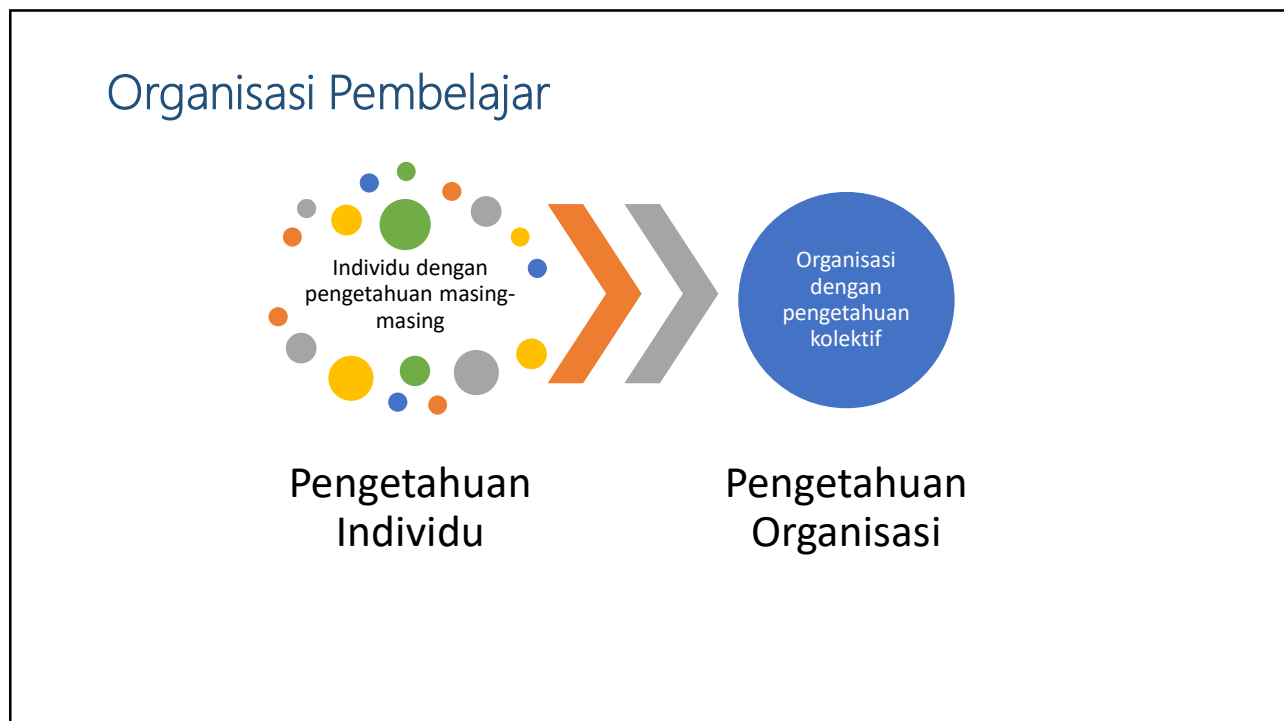 Organisasi Pembelajar
Individu dengan
pengetahuan masing-
masing
Organisasi
dengan
pengetahuan
kolektif
Pengetahuan
Individu
Pengetahuan
Organisasi